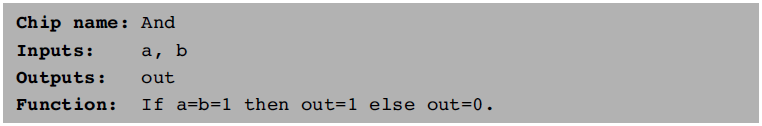 Chip name: And
Inputs: a, b
Outputs: out
Function: If a=b=1 then out=1 else out=0.